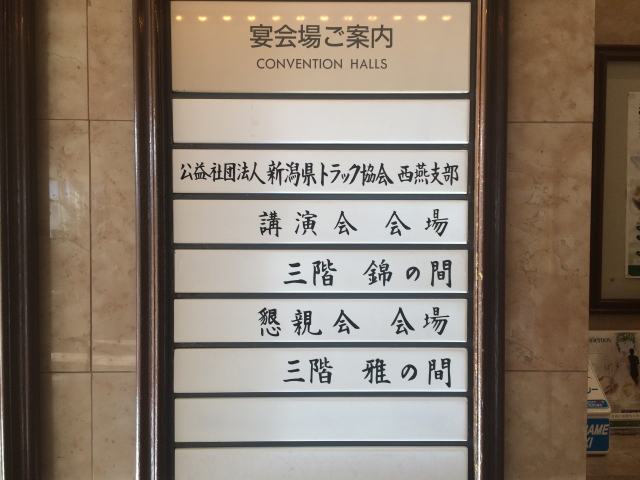 宴会場ご案内
CONVENTION HALLS
公益社団法人 新潟県トラック協会 西燕支部
講演会 会場
三階 錦の間
懇親会 会場
三階 雅の間